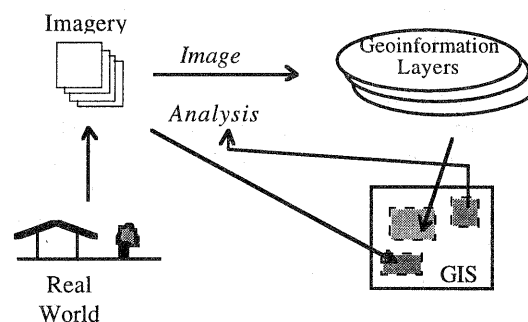 Imagery
Image
Analysis
Geoinformation
Layers
GIS
Real
World